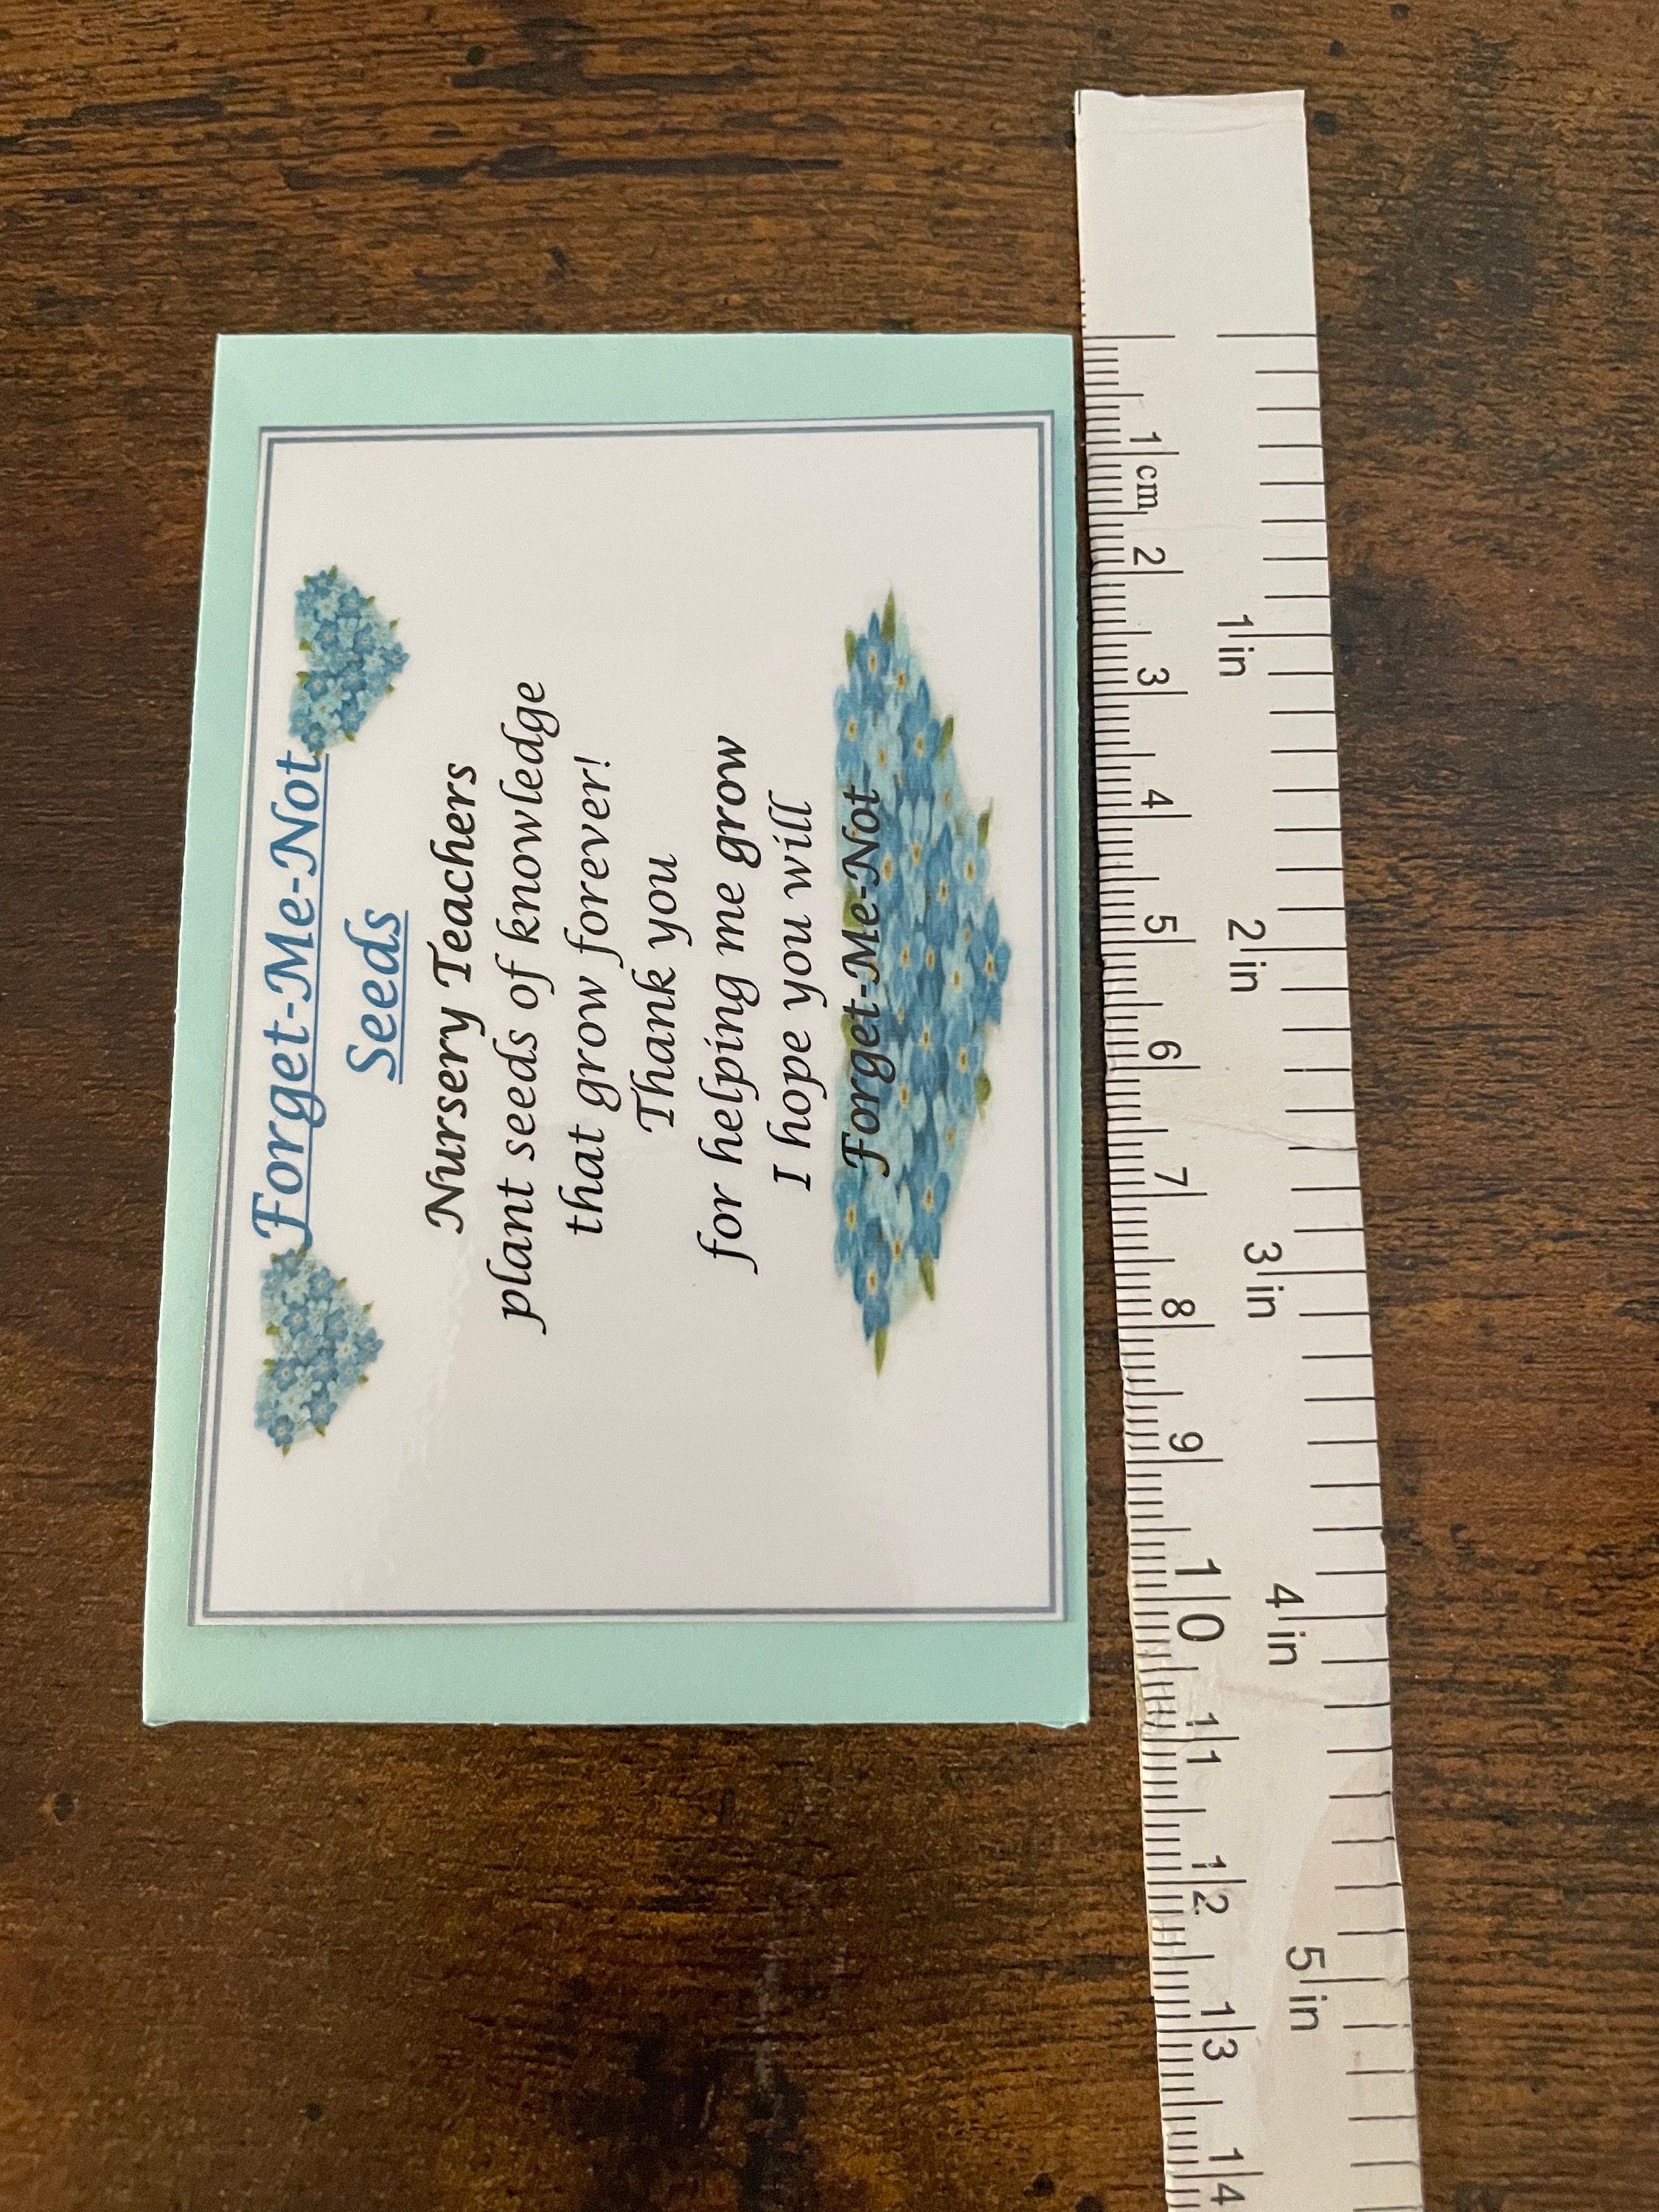 Forget-Me-Not
Seeds
Nursery Teachers
plant seeds of knowledge
that grow forever!
Thank you
for helping me grow
I hope you will
Forget-Me-Not
1 cm 2 3 4 5 6 7 8 9 10 11 12 13 14
1 in 2 in 3 in 4 in 5 in